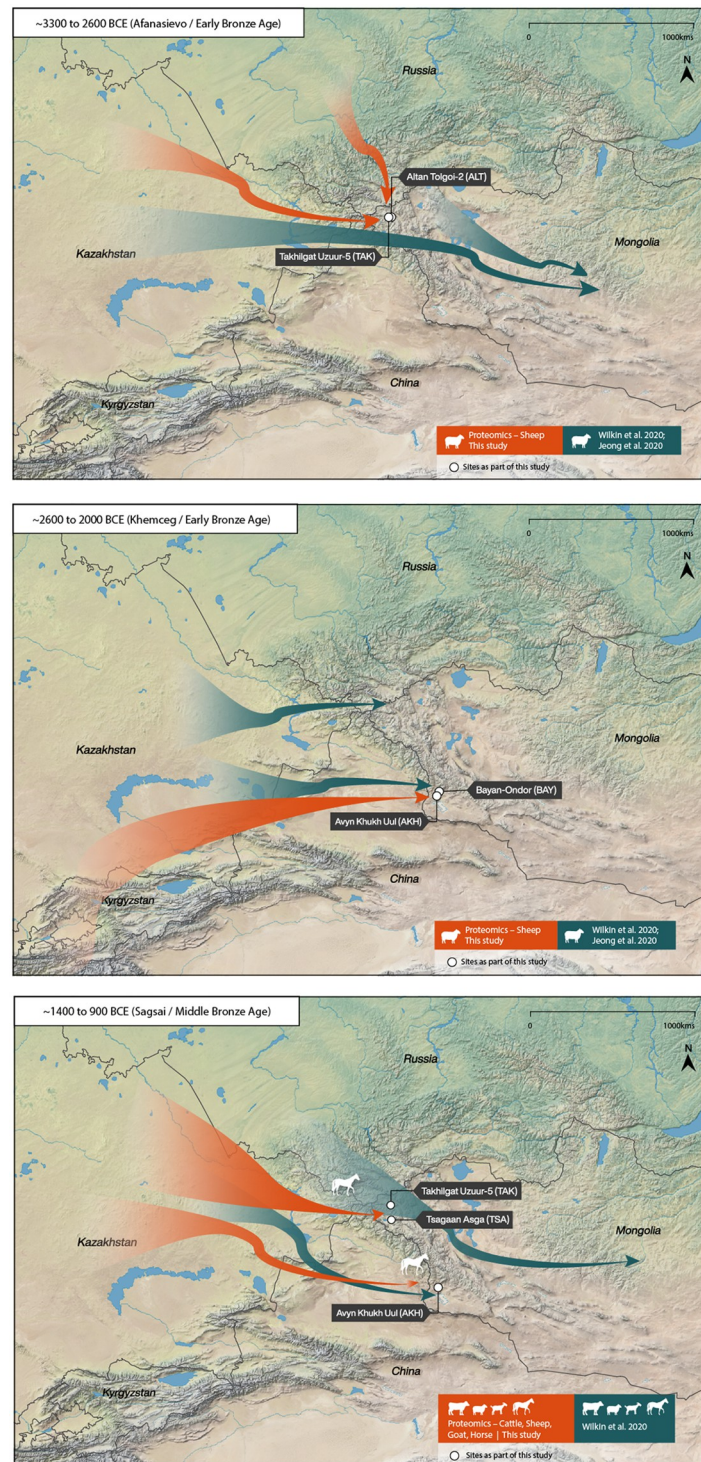 ~3300 to 2600 BCE (Afanasievo / Early Bronze Age)
0 1000kms
Russia
N
Altan Tolgoi-2 (ALT)
Mongolia
Kazakhstan
Takhilgat Uzuur-5 (TAK)
China
Kyrgyzstan
Proteomics – Sheep
This study
Wilkin et al. 2020;
Jeong et al. 2020
Sites as part of this study
~2600 to 2000 BCE (Khemceg / Early Bronze Age)
0 1000kms
Russia
N
Mongolia
Kazakhstan
Bayan-Ondor (BAY)
Avyn Khukh Uul (AKH)
China
Kyrgyzstan
Proteomics – Sheep
This study
Wilkin et al. 2020;
Jeong et al. 2020
Sites as part of this study
~1400 to 900 BCE (Sagsai / Middle Bronze Age)
0 1000kms
Russia
N
Takhilgat Uzuur-5 (TAK)
Tsagaan Asga (TSA)
Mongolia
Kazakhstan
Avyn Khukh Uul (AKH)
China
Kyrgyzstan
Proteomics – Cattle, Sheep,
Goat, Horse | This study
Wilkin et al. 2020
Sites as part of this study